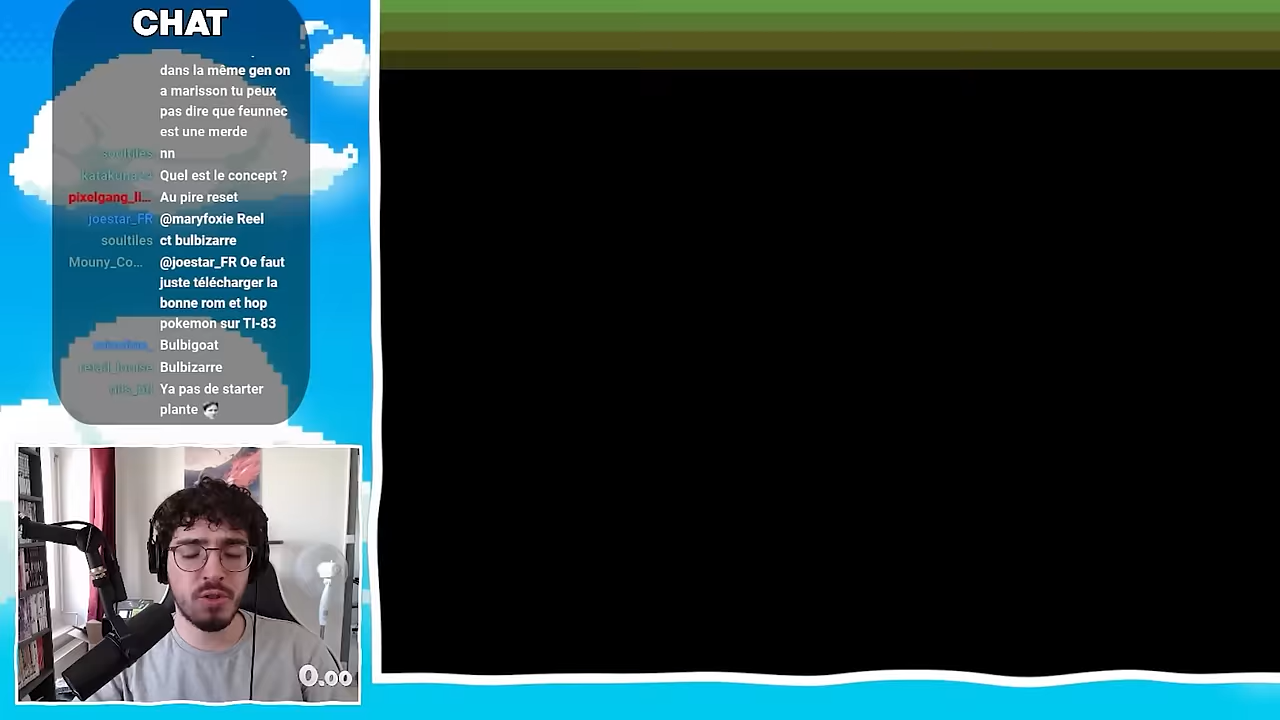 CHAT
dans la même gen on
a marisson tu peux
pas dire que feunnec
est une merde
soultiles nn
Quel est le concept ?
pixelgang_ll... Au pire reset
joestar_FR @maryfoxie Reel
soultiles ct bulbizarre
Mouny_Co... @joestar_FR Oe faut
juste télécharger la
bonne rom et hop
pokemon sur TI-83
Bulbigoat
Bulbizarre
Ya pas de starter
plante
0.00